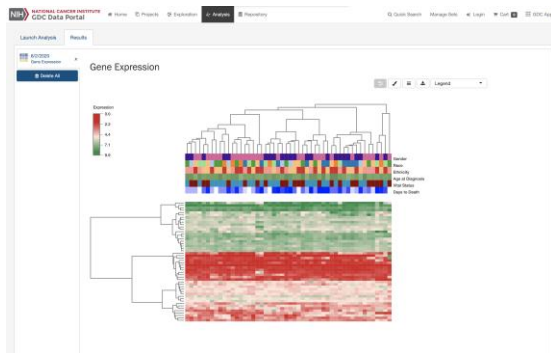 NIH NATIONAL CANCER INSTITUTE
GDC Data Portal
Home Projects Exploration Analysis Repository
Quick Search Manage Sets Login Cart GDC Apps
Launch Analysis Results
Gene Expression
Delete All
Gene Expression
Legend
Expression
Gender
Race
Ethnicity
Age at Diagnosis
Vital Status
Days to Death